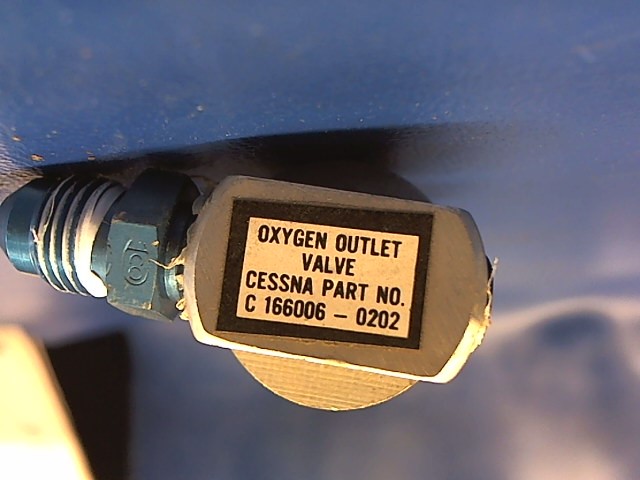 OXYGEN OUTLET
VALVE
CESSNA PART NO.
C 166006 – 0202